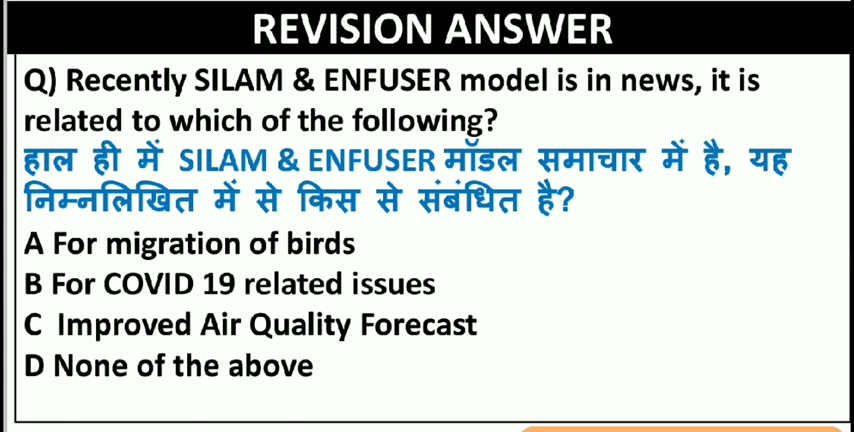 REVISION ANSWER
Q) Recently SILAM & ENFUSER model is in news, it is
related to which of the following?
हाल ही में SILAM & ENFUSER मॉडल समाचार में है, यह
निम्नलिखित में से किस से संबंधित है?
A For migration of birds
B For COVID 19 related issues
C Improved Air Quality Forecast
D None of the above